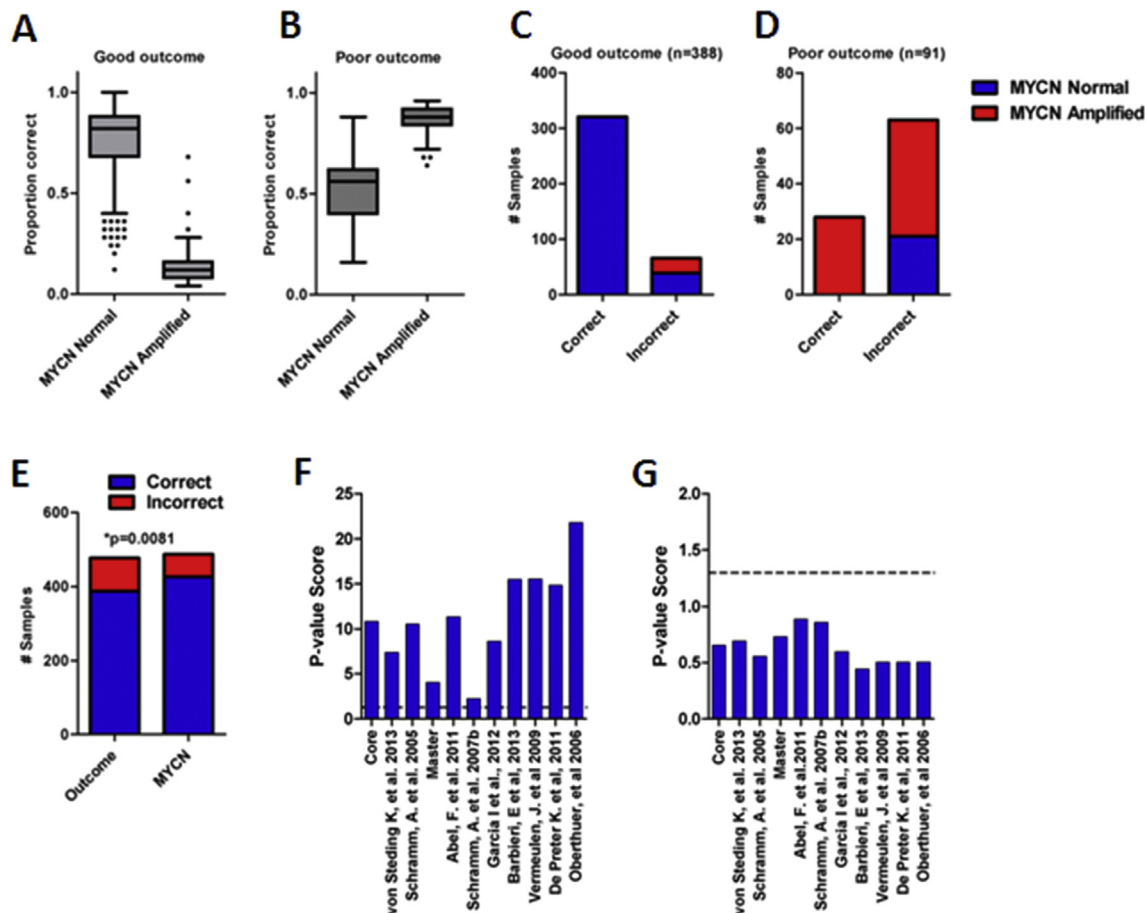 A
Good outcome
Proportion correct
1.0
0.5
0.0
MYCN Normal
MYCN Amplified
B
Poor outcome
Proportion correct
1.0
0.5
0.0
MYCN Normal
MYCN Amplified
C
Good outcome (n=388)
# Samples
400
300
200
100
0
Correct
Incorrect
D
Poor outcome (n=91)
# Samples
80
60
40
20
0
Correct
Incorrect
MYCN Normal
MYCN Amplified
E
Correct
Incorrect
*p=0.0081
# Samples
600
400
200
0
Outcome
MYCN
F
P-value Score
25
20
15
10
5
0
Core
von Steding K, et al. 2013
Schramm, A. et al. 2005
Master
Abel, F. et al. 2011
Schramm, A. et al. 2007b
Garcia I et al., 2012
Barbieri, E et al, 2013
Vermeulen, J. et al 2009
De Preter K. et al, 2011
Oberthuer, et al 2006
G
P-value Score
2.0
1.5
1.0
0.5
0.0
Core
von Steding K, et al. 2013
Schramm, A. et al. 2005
Master
Abel, F. et al.2011
Schramm, A. et al. 2007b
Garcia I et al., 2012
Barbieri, E et al, 2013
Vermeulen, J. et al 2009
De Preter K. et al, 2011
Oberthuer, et al 2006